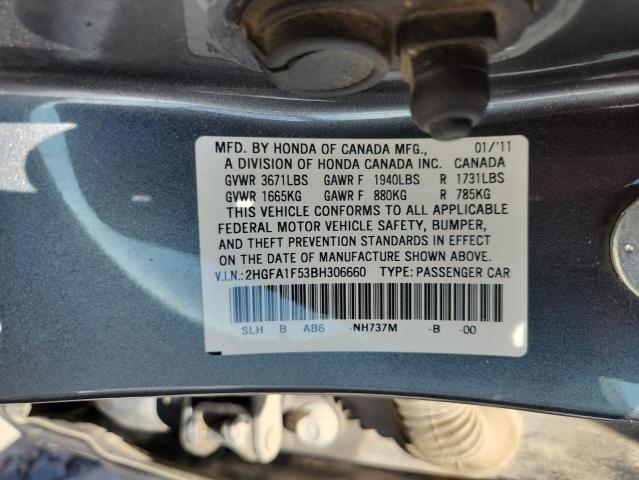 MFD. BY HONDA OF CANADA MFG., 01/'11
A DIVISION OF HONDA CANADA INC. CANADA
GVWR 3671LBS GAWR F 1940LBS R 1731LBS
GVWR 1665KG GAWR F 880KG R 785KG
THIS VEHICLE CONFORMS TO ALL APPLICABLE
FEDERAL MOTOR VEHICLE SAFETY, BUMPER,
AND THEFT PREVENTION STANDARDS IN EFFECT
ON THE DATE OF MANUFACTURE SHOWN ABOVE.
V.I.N.: 2HGFA1F53BH306660 TYPE: PASSENGER CAR
SLH B AB6 -NH737M -B -00